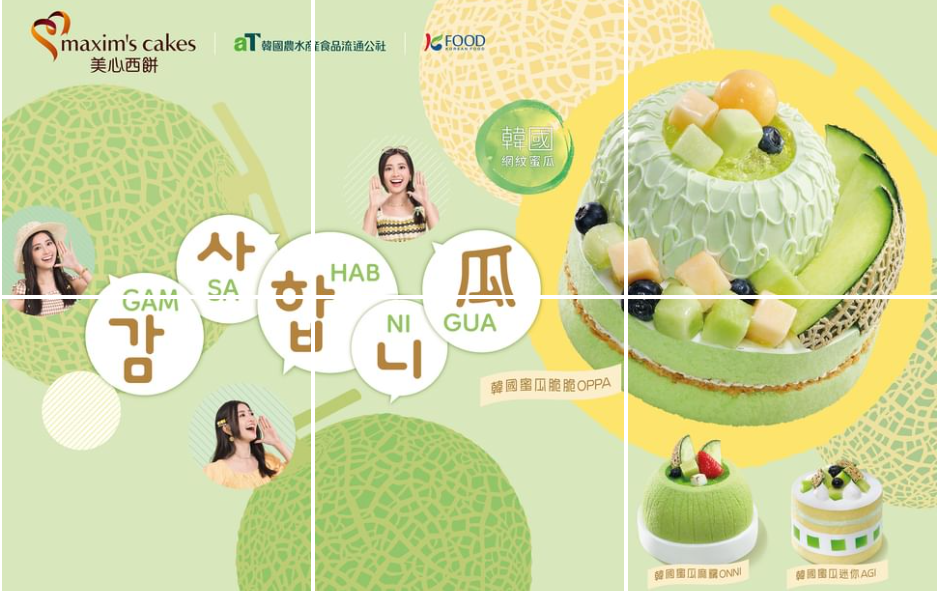 maxim's cakes
美心西餅
aT 韓國農水産食品流通公社
K FOOD
KOREAN FOOD
韓國
網紋蜜瓜
GAM
감
사
SA
합
HAB
NI
니
瓜
GUA
韓國蜜瓜脆脆OPPA
韓國蜜瓜ONNI
韓國蜜瓜迷你AGI